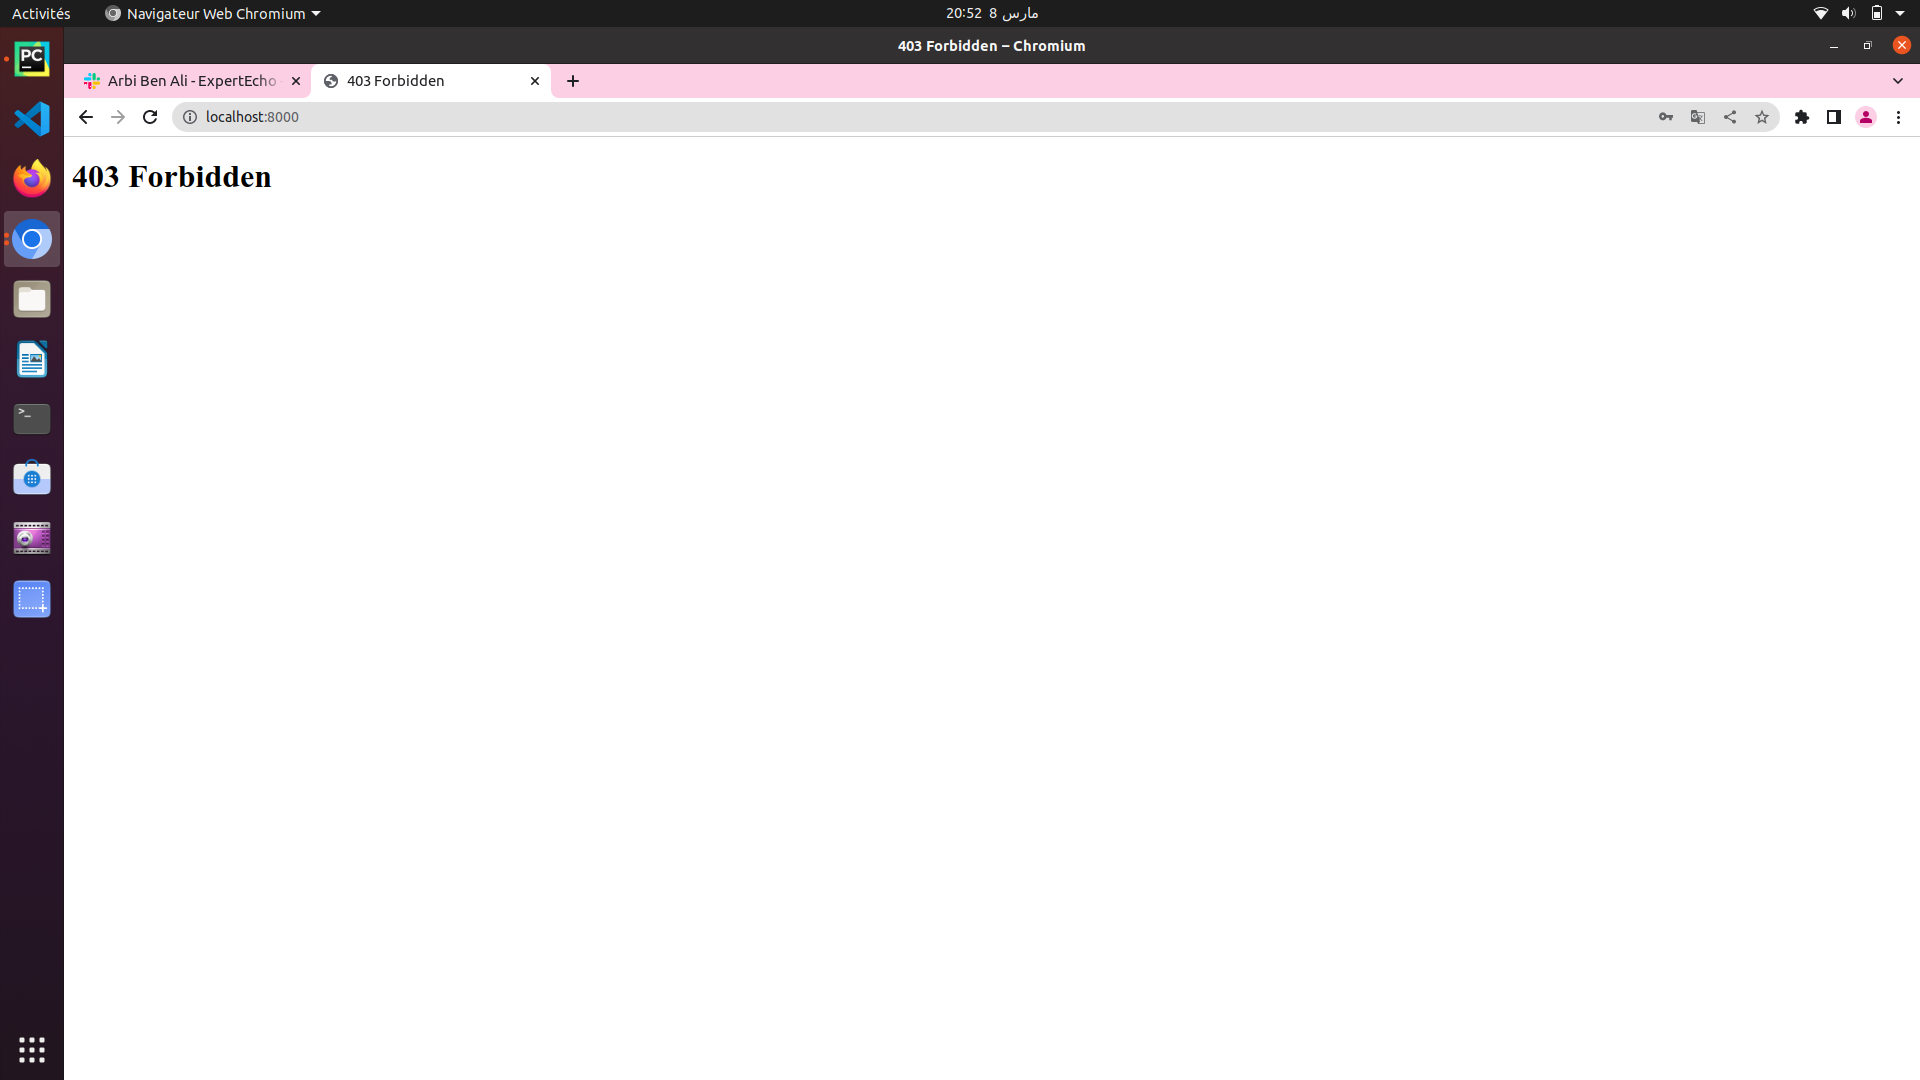 Activités
Navigateur Web Chromium
20:52 8 مارس
403 Forbidden – Chromium
PC
Arbi Ben Ali - ExpertEcho
403 Forbidden
localhost:8000
403 Forbidden
>_